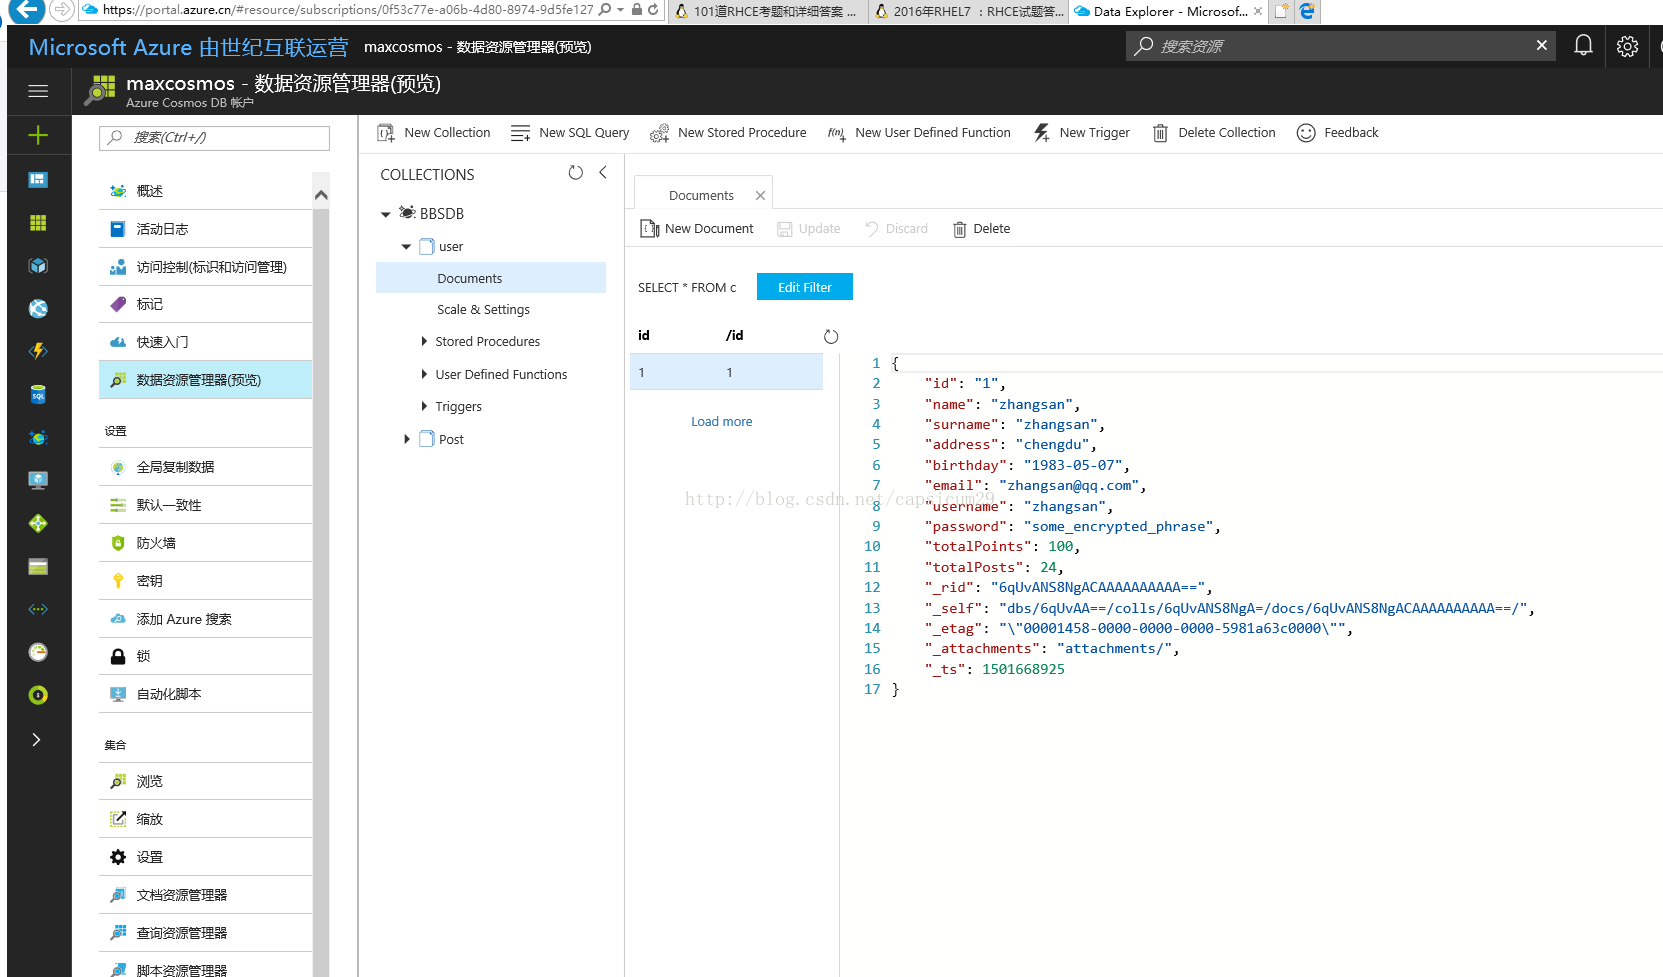 https://portal.azure.cn/#resource/subscriptions/0f53c77e-a06b-4d80-8974-9d5fe127
101道RHCE考题和详细答案 ...
2016年RHEL7 : RHCE试题答...
Data Explorer - Microsof...
Microsoft Azure 由世纪互联运营
maxcosmos - 数据资源管理器(预览)
搜索资源
maxcosmos - 数据资源管理器(预览)
Azure Cosmos DB 帐户
搜索(Ctrl+/)
概述
活动日志
访问控制(标识和访问管理)
标记
快速入门
数据资源管理器(预览)
设置
全局复制数据
默认一致性
防火墙
密钥
添加 Azure 搜索
锁
自动化脚本
集合
浏览
缩放
设置
文档资源管理器
查询资源管理器
脚本资源管理器
New Collection
New SQL Query
New Stored Procedure
New User Defined Function
New Trigger
Delete Collection
Feedback
COLLECTIONS
BBSDB
user
Documents
Scale & Settings
Stored Procedures
User Defined Functions
Triggers
Post
Documents
New Document
Update
Discard
Delete
SELECT * FROM c
Edit Filter
id /id
1 1
Load more
1 {
2 "id": "1",
3 "name": "zhangsan",
4 "surname": "zhangsan",
5 "address": "chengdu",
6 "birthday": "1983-05-07",
7 "email": "zhangsan@qq.com",
http://blog.csdn.net/capsicum29
8 "username": "zhangsan",
9 "password": "some_encrypted_phrase",
10 "totalPoints": 100,
11 "totalPosts": 24,
12 "_rid": "6qUvANS8NgACAAAAAAAAAA==",
13 "_self": "dbs/6qUvAA==/colls/6qUvANS8NgA=/docs/6qUvANS8NgACAAAAAAAAAA==/",
14 "_etag": "\"00001458-0000-0000-0000-5981a63c0000\"",
15 "_attachments": "attachments/",
16 "_ts": 1501668925
17 }